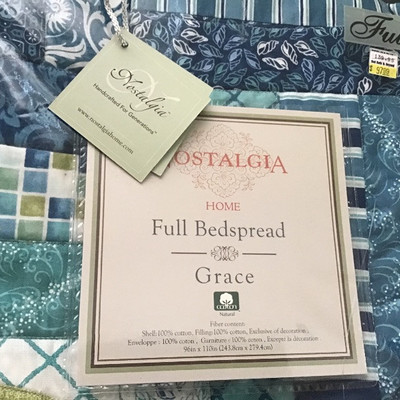 Nostalgia
Handcrafted For Generations™
www.nostalgiahome.com
NOSTALGIA
HOME
Full Bedspread
Grace
COTTON
Natural
Fiber content:
Shell:100% cotton, Filling:100% cotton, Exclusive of decoration
Enveloppe : 100% coton , Garniture : 100% coton , Excepté la décoration
96in x 110in (243.8cm x 279.4cm)